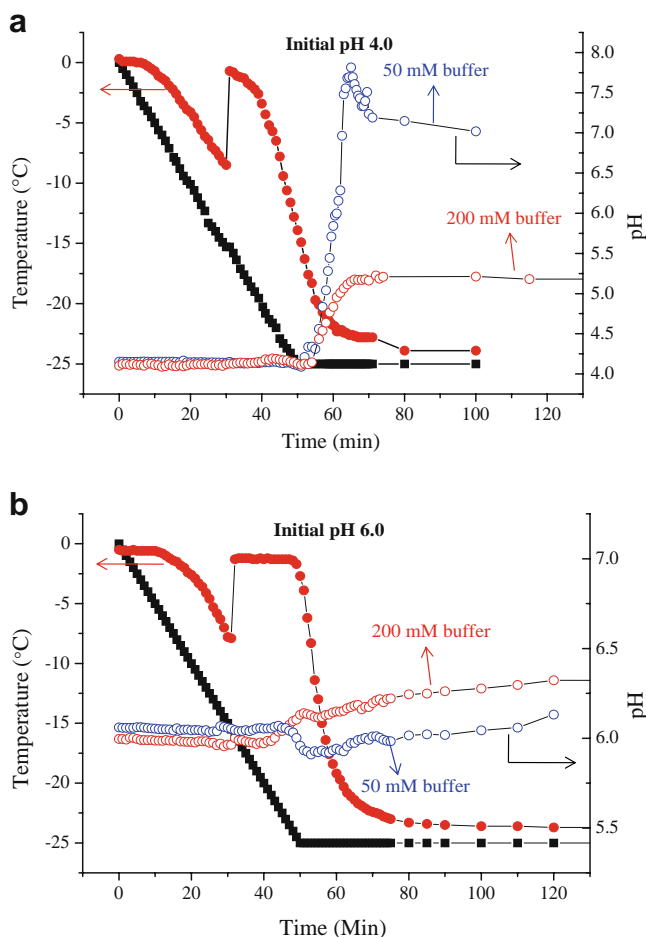 a
Initial pH 4.0
50 mM buffer
200 mM buffer
Temperature (°C)
0
-5
-10
-15
-20
-25
pH
8.0
7.5
7.0
6.5
6.0
5.5
5.0
4.5
4.0
0 20 40 60 80 100 120
Time (min)
b
Initial pH 6.0
200 mM buffer
50 mM buffer
Temperature (°C)
0
-5
-10
-15
-20
-25
pH
7.0
6.5
6.0
5.5
0 20 40 60 80 100 120
Time (Min)